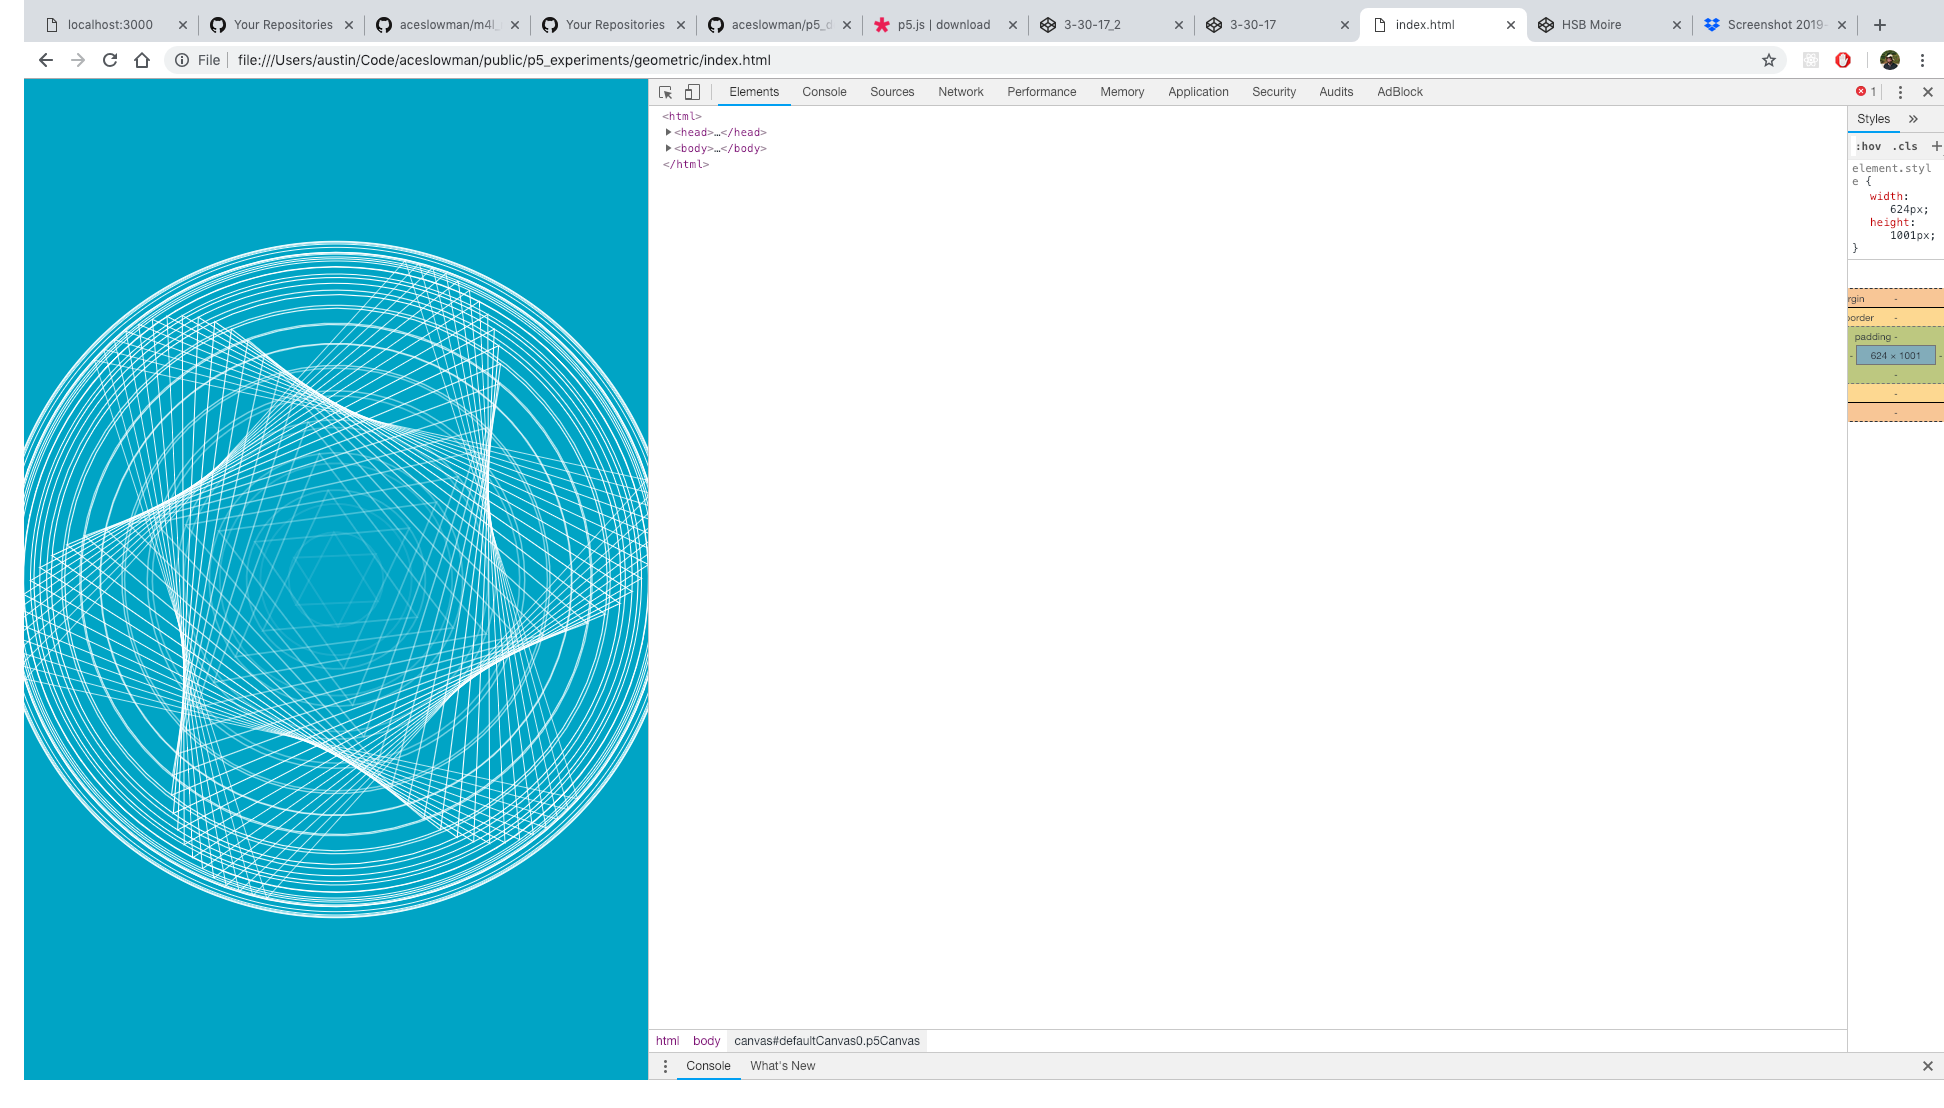 localhost:3000
Your Repositories
aceslowman/m4l_
Your Repositories
aceslowman/p5_d
p5.js | download
3-30-17_2
3-30-17
index.html
HSB Moire
Screenshot 2019-
File
file:///Users/austin/Code/aceslowman/public/p5_experiments/geometric/index.html
Elements Console Sources Network Performance Memory Application Security Audits AdBlock
1
<html>
<head>…</head>
<body>…</body>
</html>
Styles
:hov .cls
element.styl
e {
width:
624px;
height:
1001px;
}
rgin -
border -
padding -
- 624 × 1001 -
-
-
-
html body canvas#defaultCanvas0.p5Canvas
Console What's New